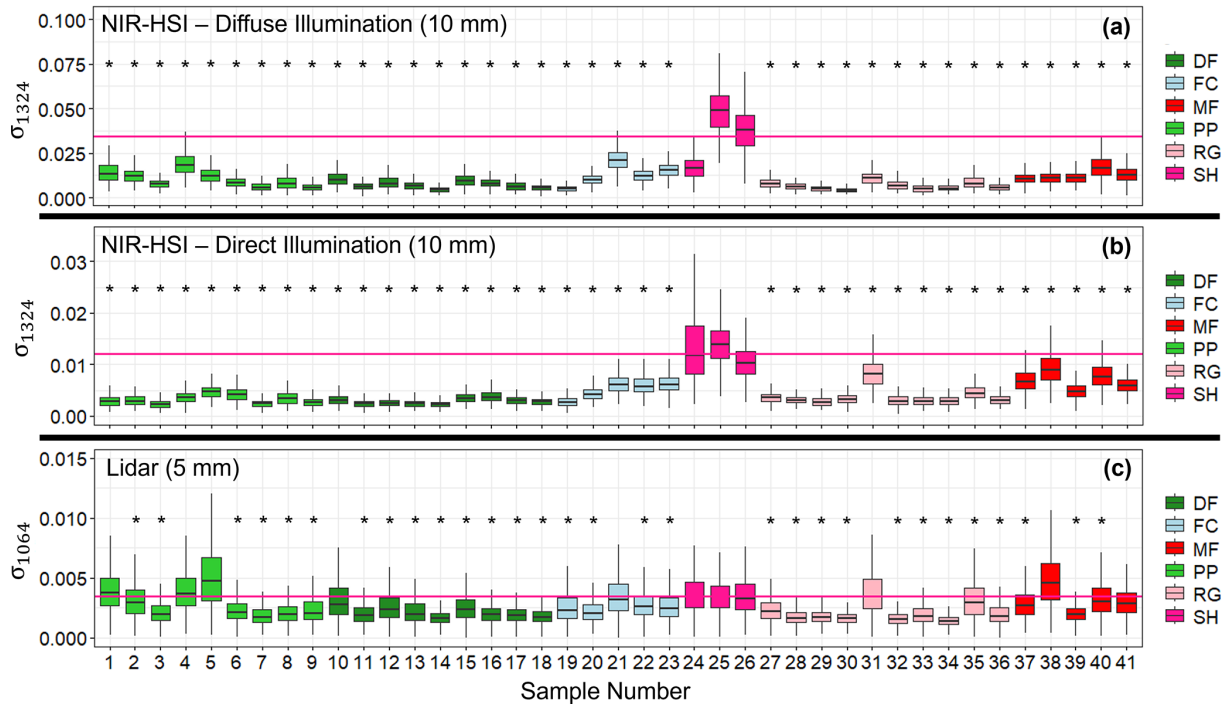 NIR-HSI – Diffuse Illumination (10 mm) (a)
σ1324
0.100
0.075
0.050
0.025
0.000
* * * * * * * * * * * * * * * * * * * * * * * * * * * * * * * * * * * * * *
DF
FC
MF
PP
RG
SH
NIR-HSI – Direct Illumination (10 mm) (b)
σ1324
0.03
0.02
0.01
0.00
* * * * * * * * * * * * * * * * * * * * * * * * * * * * * * * * * * * * * *
DF
FC
MF
PP
RG
SH
Lidar (5 mm) (c)
σ1064
0.015
0.010
0.005
0.000
* * * * * * * * * * * * * * * * * * * * * * * * * * * * * *
DF
FC
MF
PP
RG
SH
1 2 3 4 5 6 7 8 9 10 11 12 13 14 15 16 17 18 19 20 21 22 23 24 25 26 27 28 29 30 31 32 33 34 35 36 37 38 39 40 41
Sample Number